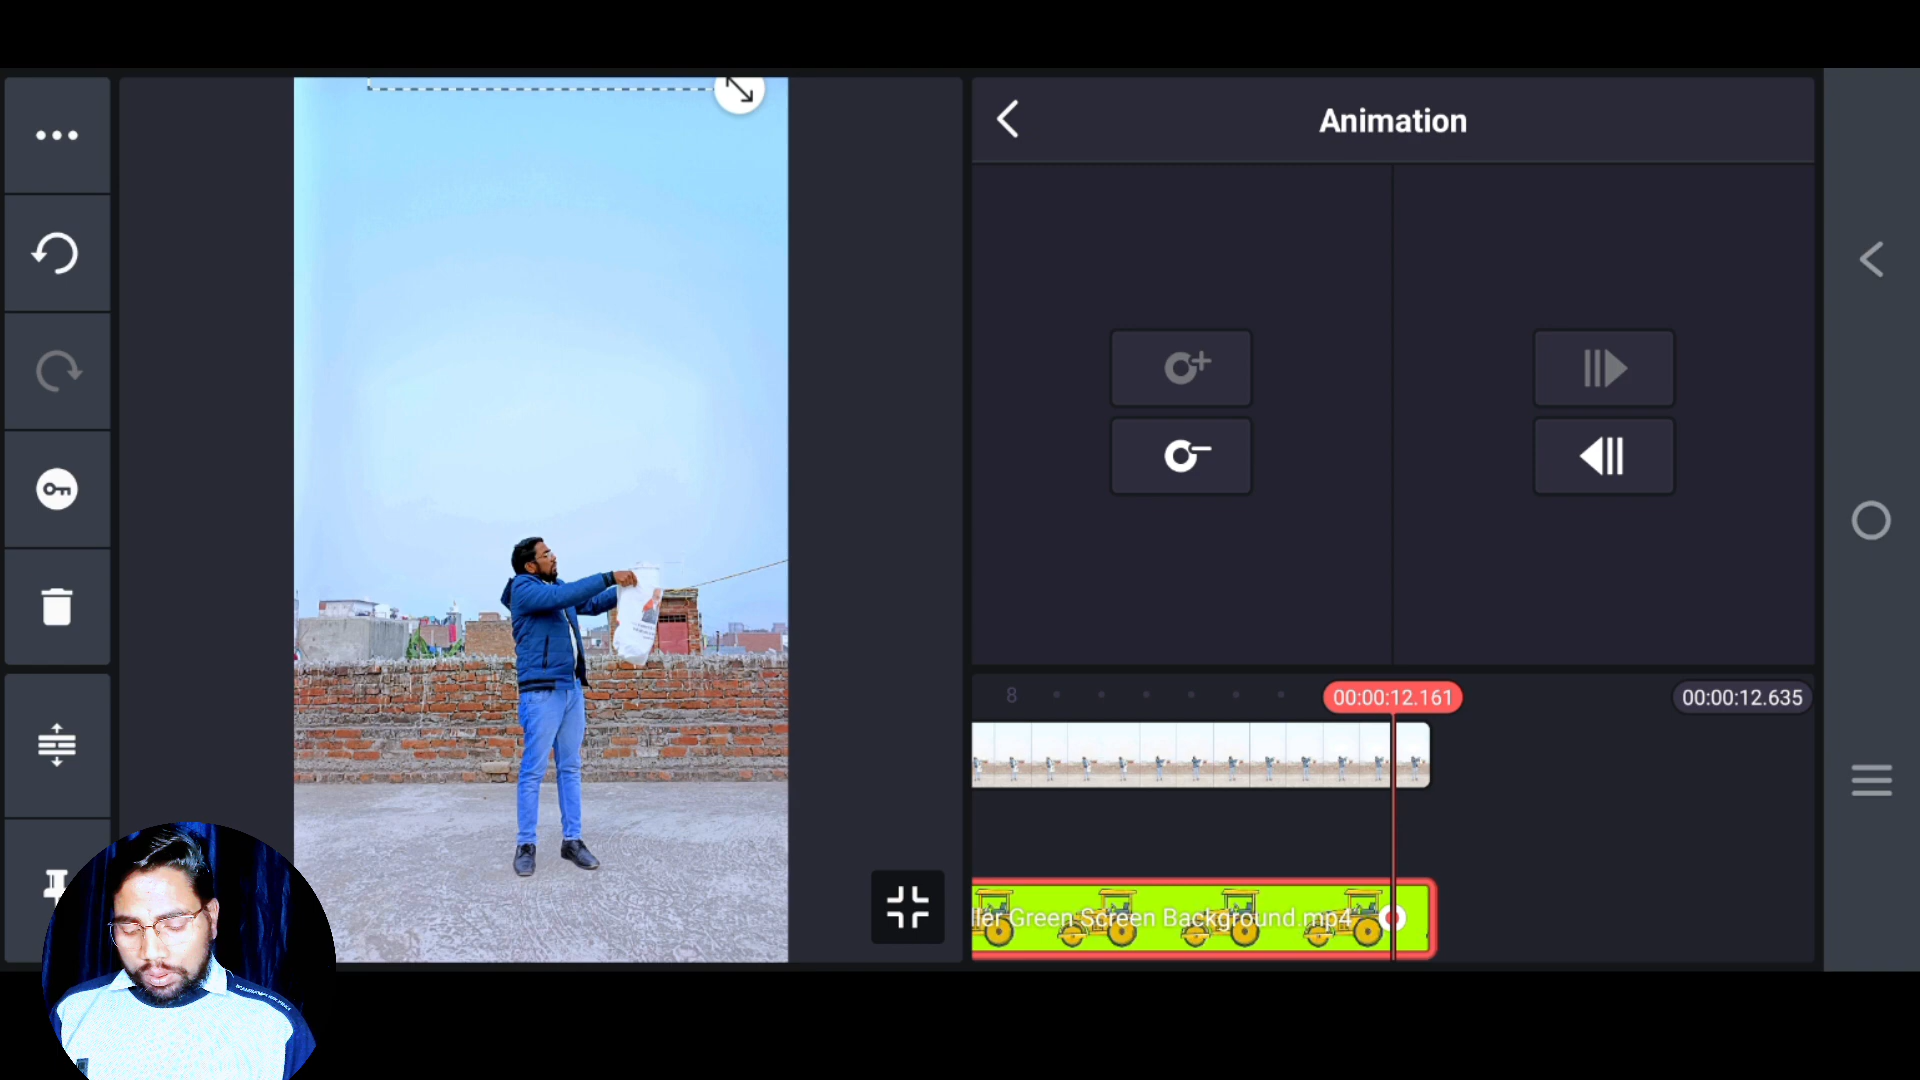 Animation
8
00:00:12.161
00:00:12.635
ller Green Screen Background.mp4